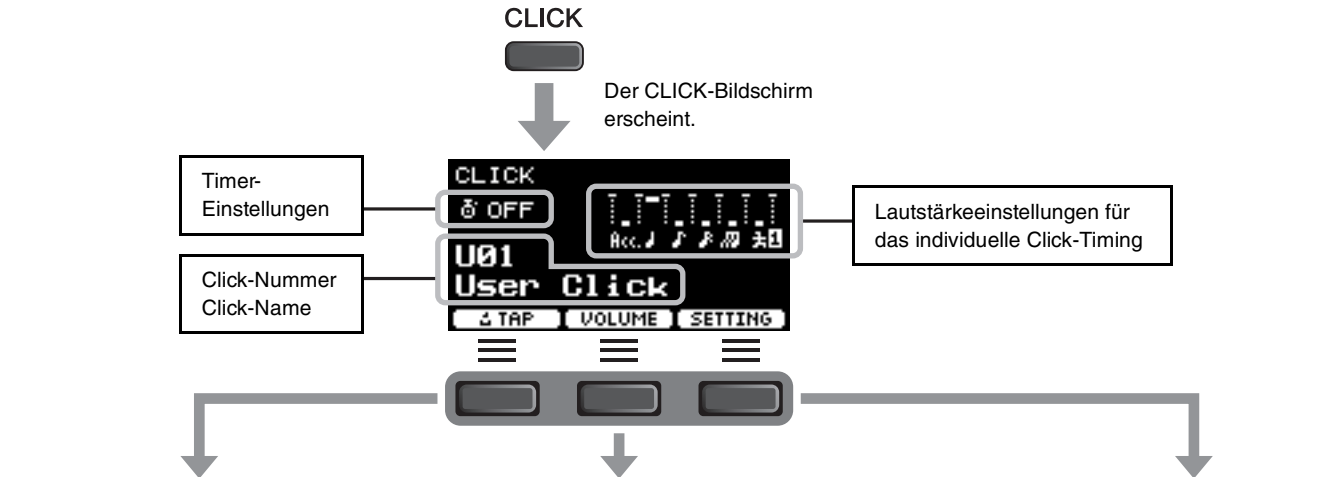 CLICK
Der CLICK-Bildschirm
erscheint.
Timer-
Einstellungen
Click-Nummer
Click-Name
CLICK
OFF
Acc.
1
U01
User Click
TAP
VOLUME
SETTING
Lautstärkeeinstellungen für
das individuelle Click-Timing